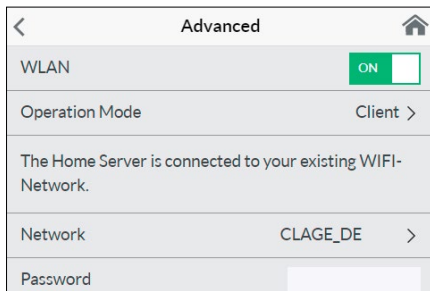 Advanced
WLAN ON
Operation Mode Client
The Home Server is connected to your existing WIFI-
Network.
Network CLAGE_DE
Password